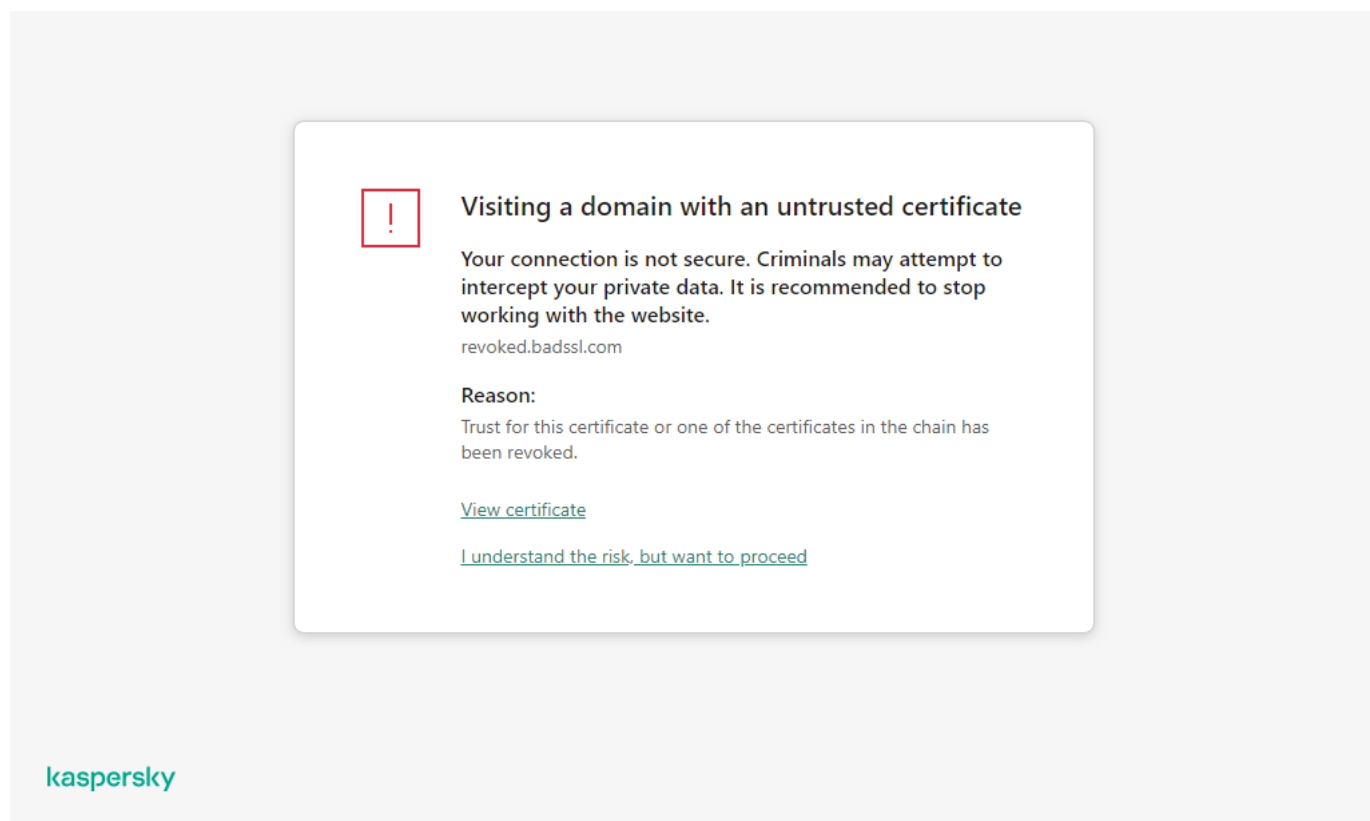 !
Visiting a domain with an untrusted certificate
Your connection is not secure. Criminals may attempt to
intercept your private data. It is recommended to stop
working with the website.
revoked.badssl.com
Reason:
Trust for this certificate or one of the certificates in the chain has
been revoked.
View certificate
I understand the risk, but want to proceed
kaspersky